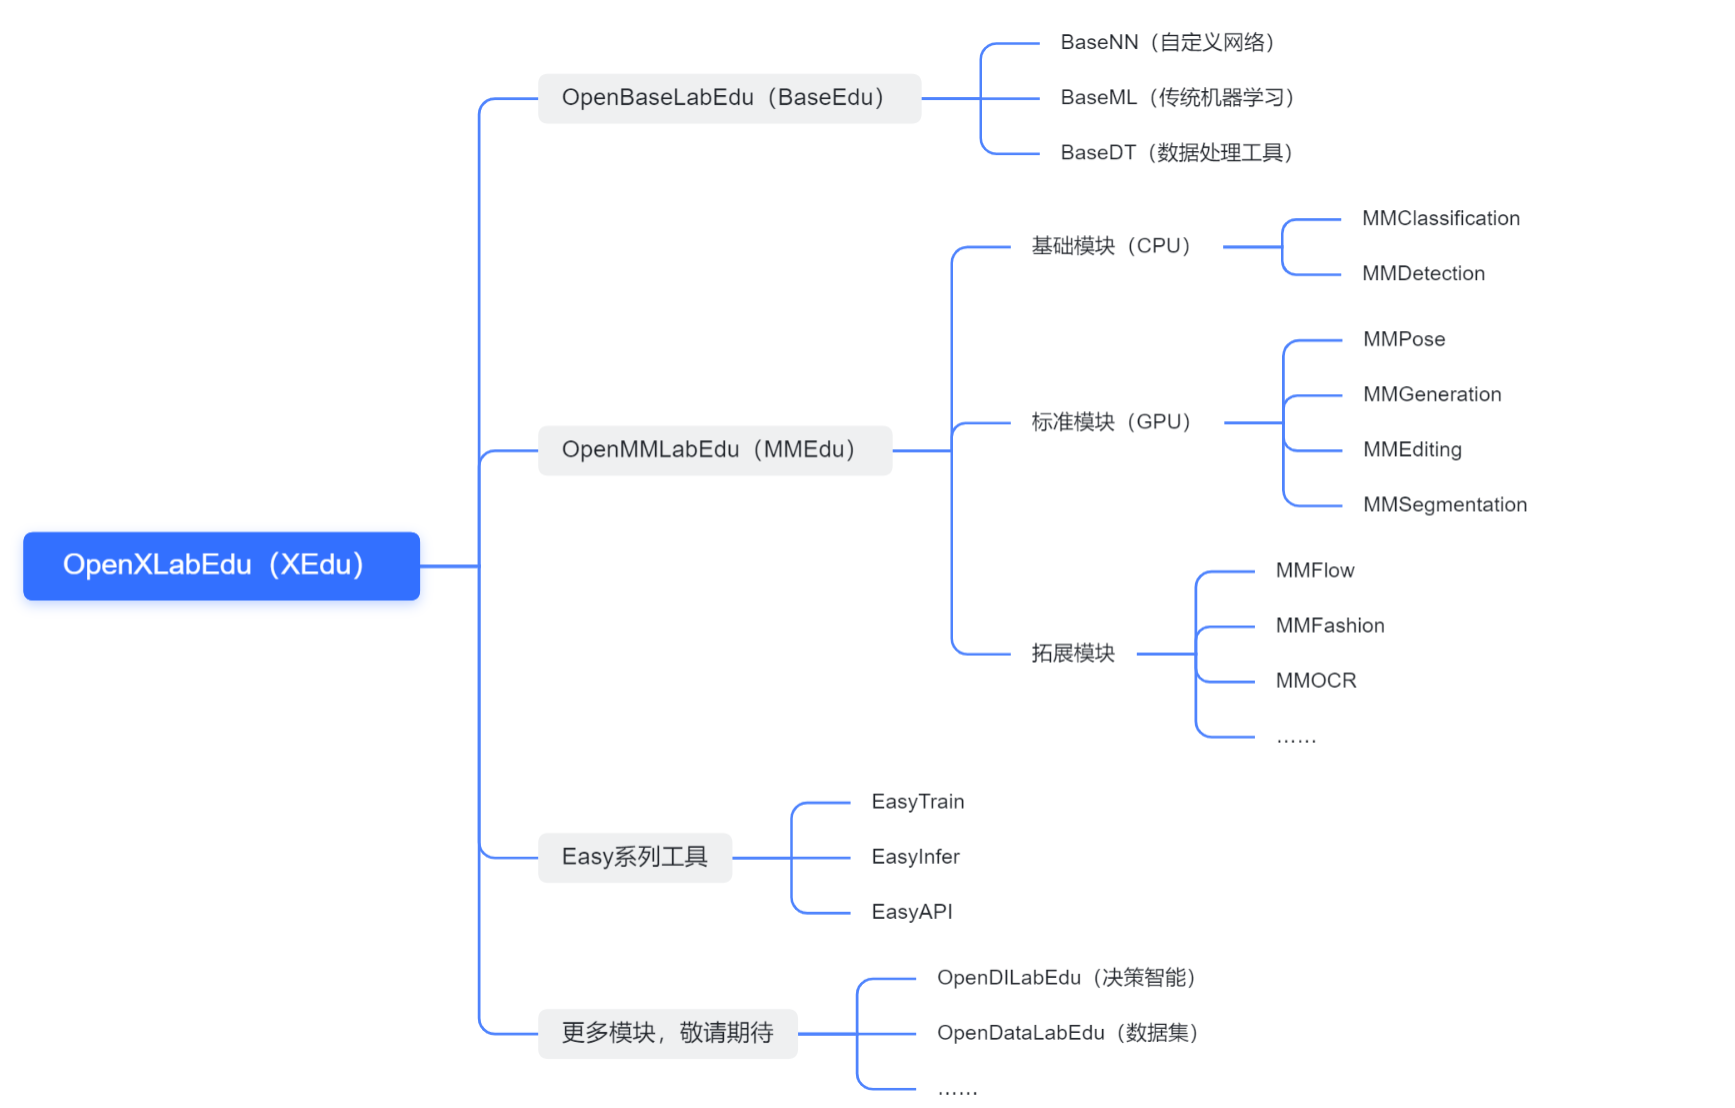 OpenXLabEdu（XEdu）
OpenBaseLabEdu（BaseEdu）
BaseNN（自定义网络）
BaseML（传统机器学习）
BaseDT（数据处理工具）
OpenMMLabEdu（MMEdu）
基础模块（CPU）
MMClassification
MMDetection
标准模块（GPU）
MMPose
MMGeneration
MMEditing
MMSegmentation
拓展模块
MMFlow
MMFashion
MMOCR
……
Easy系列工具
EasyTrain
EasyInfer
EasyAPI
更多模块，敬请期待
OpenDILabEdu（决策智能）
OpenDataLabEdu（数据集）
……